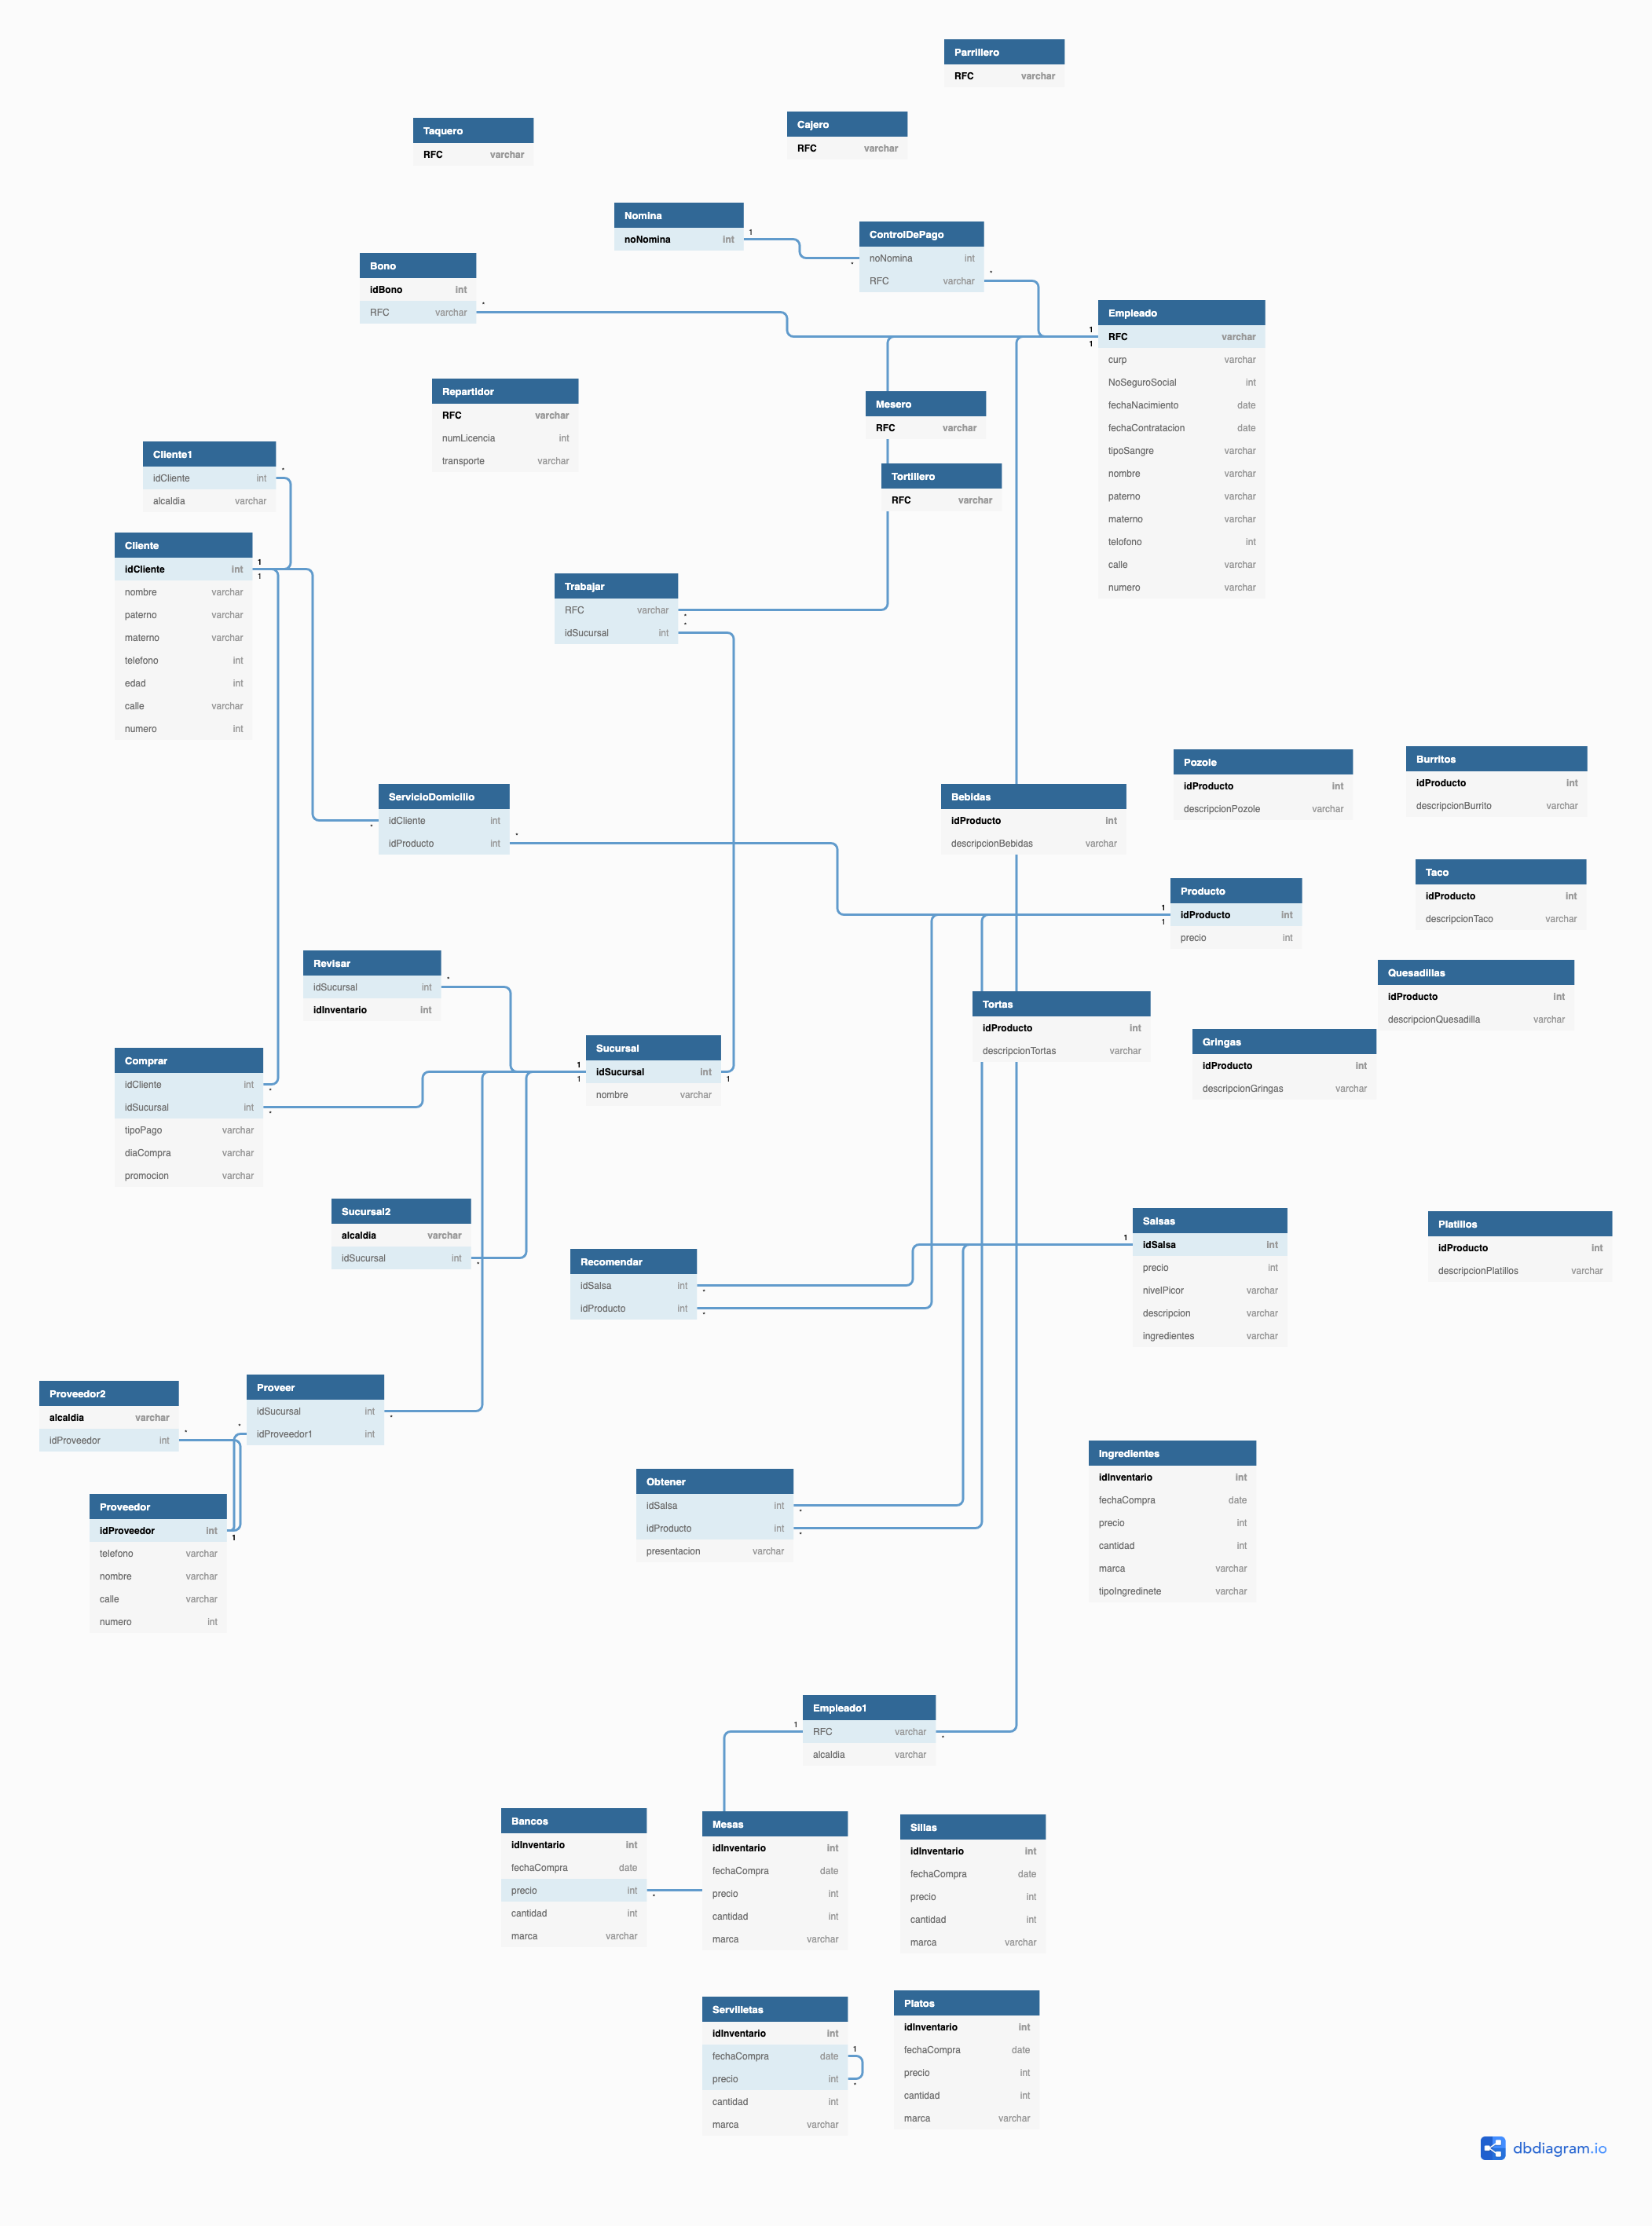 Parrillero
RFC varchar
Cajero
RFC varchar
Taquero
RFC varchar
Nomina
noNomina int
1
ControlDePago
noNomina int
RFC varchar
*
*
Bono
idBono int
RFC varchar
*
Empleado
RFC varchar
curp varchar
NoSeguroSocial int
fechaNacimiento date
fechaContratacion date
tipoSangre varchar
nombre varchar
paterno varchar
materno varchar
telofono int
calle varchar
numero varchar
1
1
Repartidor
RFC varchar
numLicencia int
transporte varchar
Mesero
RFC varchar
Tortillero
RFC varchar
Cliente1
idCliente int
alcaldia varchar
*
Cliente
idCliente int
nombre varchar
paterno varchar
materno varchar
telefono int
edad int
calle varchar
numero int
1
1
Trabajar
RFC varchar
idSucursal int
*
*
ServicioDomicilio
idCliente int
idProducto int
*
*
Bebidas
idProducto int
descripcionBebidas varchar
Pozole
idProducto int
descripcionPozole varchar
Burritos
idProducto int
descripcionBurrito varchar
Producto
idProducto int
precio int
1
1
Taco
idProducto int
descripcionTaco varchar
Quesadillas
idProducto int
descripcionQuesadilla varchar
Revisar
idSucursal int
idInventario int
*
Tortas
idProducto int
descripcionTortas varchar
Gringas
idProducto int
descripcionGringas varchar
Sucursal
idSucursal int
nombre varchar
1
1
1
Comprar
idCliente int
idSucursal int
tipoPago varchar
diaCompra varchar
promocion varchar
*
*
Sucursal2
alcaldia varchar
idSucursal int
*
Recomendar
idSalsa int
idProducto int
*
*
Salsas
idSalsa int
precio int
nivelPicor varchar
descripcion varchar
ingredientes varchar
1
Platillos
idProducto int
descripcionPlatillos varchar
Proveedor2
alcaldia varchar
idProveedor int
*
Proveer
idSucursal int
idProveedor1 int
*
*
Proveedor
idProveedor int
telefono varchar
nombre varchar
calle varchar
numero int
1
Obtener
idSalsa int
idProducto int
presentacion varchar
*
*
Ingredientes
idInventario int
fechaCompra date
precio int
cantidad int
marca varchar
tipoIngredinete varchar
Empleado1
RFC varchar
alcaldia varchar
1
*
Bancos
idInventario int
fechaCompra date
precio int
cantidad int
marca varchar
*
Mesas
idInventario int
fechaCompra date
precio int
cantidad int
marca varchar
Sillas
idInventario int
fechaCompra date
precio int
cantidad int
marca varchar
Servilletas
idInventario int
fechaCompra date
precio int
cantidad int
marca varchar
1
*
Platos
idInventario int
fechaCompra date
precio int
cantidad int
marca varchar
dbdiagram.io